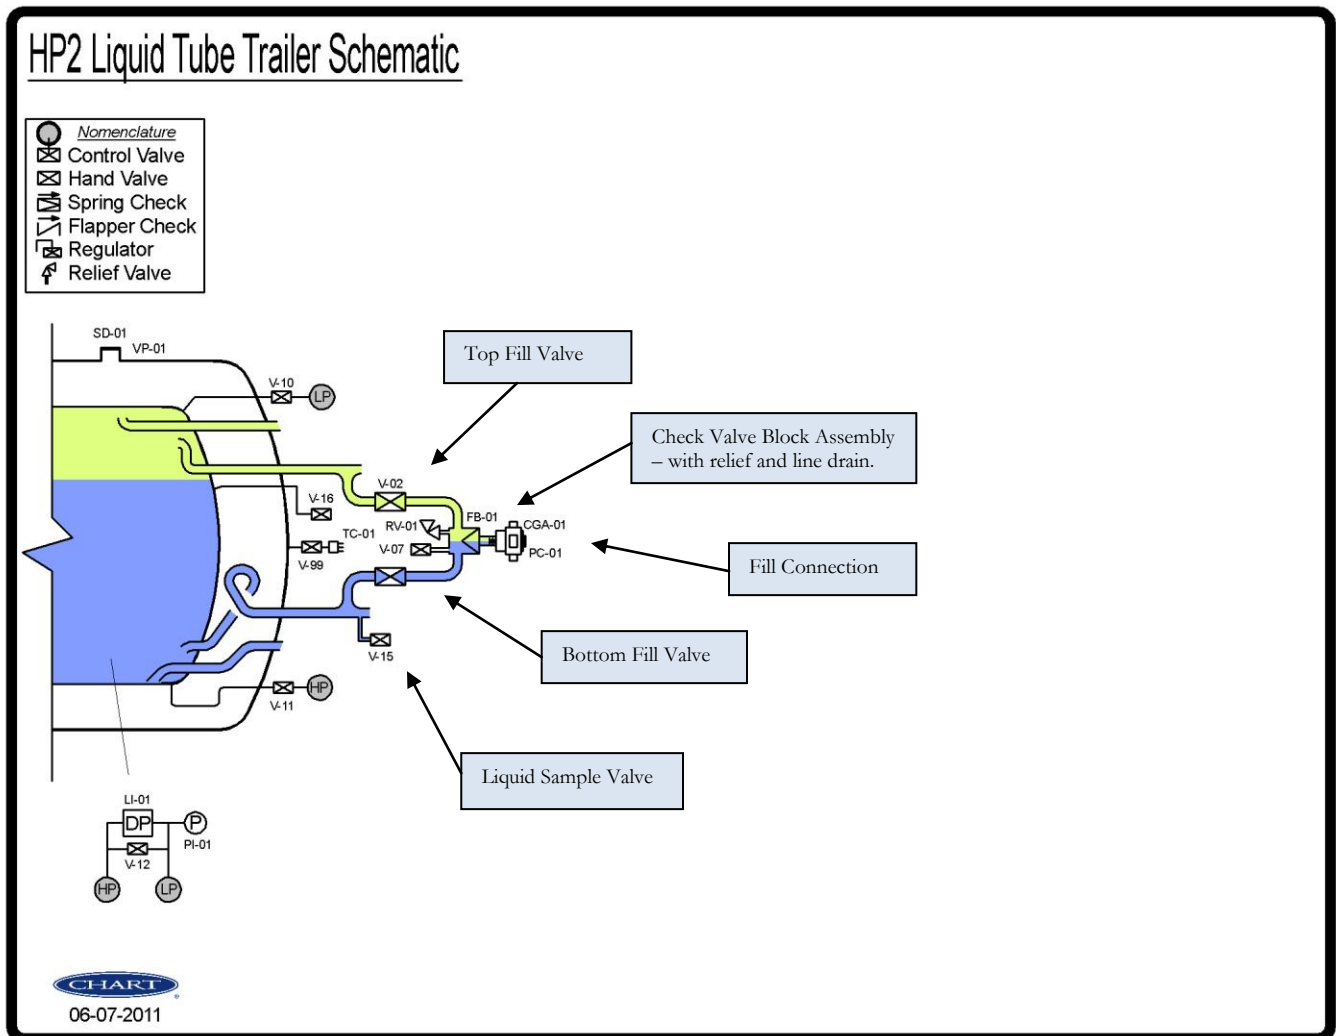 HP2 Liquid Tube Trailer Schematic
Nomenclature
Control Valve
Hand Valve
Spring Check
Flapper Check
Regulator
Relief Valve
SD-01
VP-01
Top Fill Valve
V-10
LP
Check Valve Block Assembly
– with relief and line drain.
V-02
V-16
RV-01
FB-01
CGA-01
TC-01
V-07
PC-01
V-99
Fill Connection
V-15
Bottom Fill Valve
HP
V-11
Liquid Sample Valve
LI-01
DP
P
PI-01
V-12
HP
LP
CHART
06-07-2011